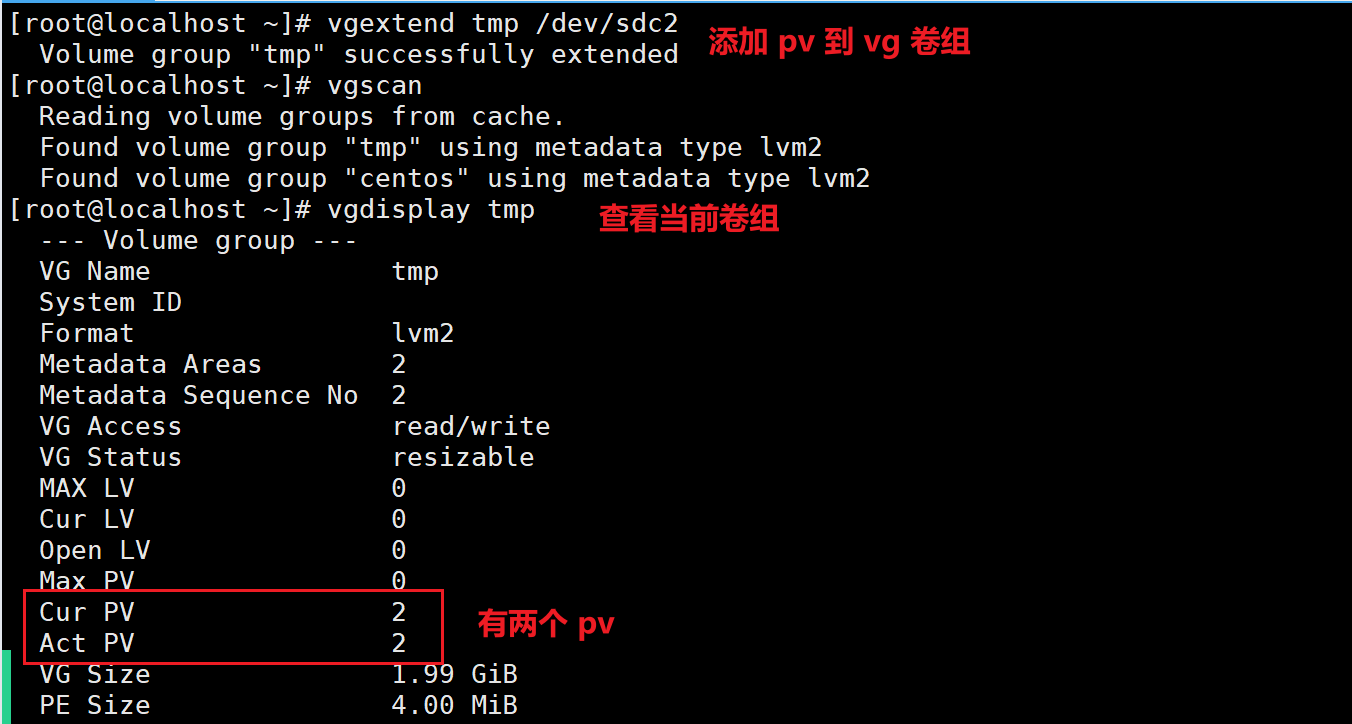 [root@localhost ~]# vgextend tmp /dev/sdc2
添加 pv 到 vg 卷组
Volume group "tmp" successfully extended
[root@localhost ~]# vgscan
Reading volume groups from cache.
Found volume group "tmp" using metadata type lvm2
Found volume group "centos" using metadata type lvm2
[root@localhost ~]# vgdisplay tmp
查看当前卷组
--- Volume group ---
VG Name tmp
System ID
Format lvm2
Metadata Areas 2
Metadata Sequence No 2
VG Access read/write
VG Status resizable
MAX LV 0
Cur LV 0
Open LV 0
Max PV 0
Cur PV 2
有两个 pv
Act PV 2
VG Size 1.99 GiB
PE Size 4.00 MiB